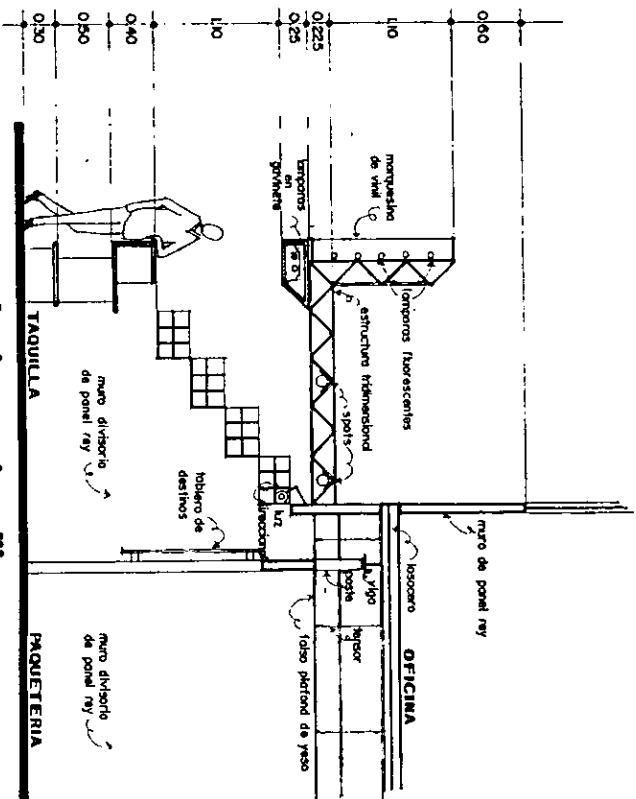 0.60
1.10
0.225
0.25
1.10
0.40
0.50
0.30
marquesina
de vinil
lamparas
en
gavinete
lamparas fluorescentes
estructura tridimensional
spots
muro de panel rey
losacero
OFICINA
viga
poste
tensor
falso plafond de yeso
luz
direccional
tablero de
destinos
muro divisorio
de panel rey
TAQUILLA
muro divisorio
de panel rey
PAQUETERIA